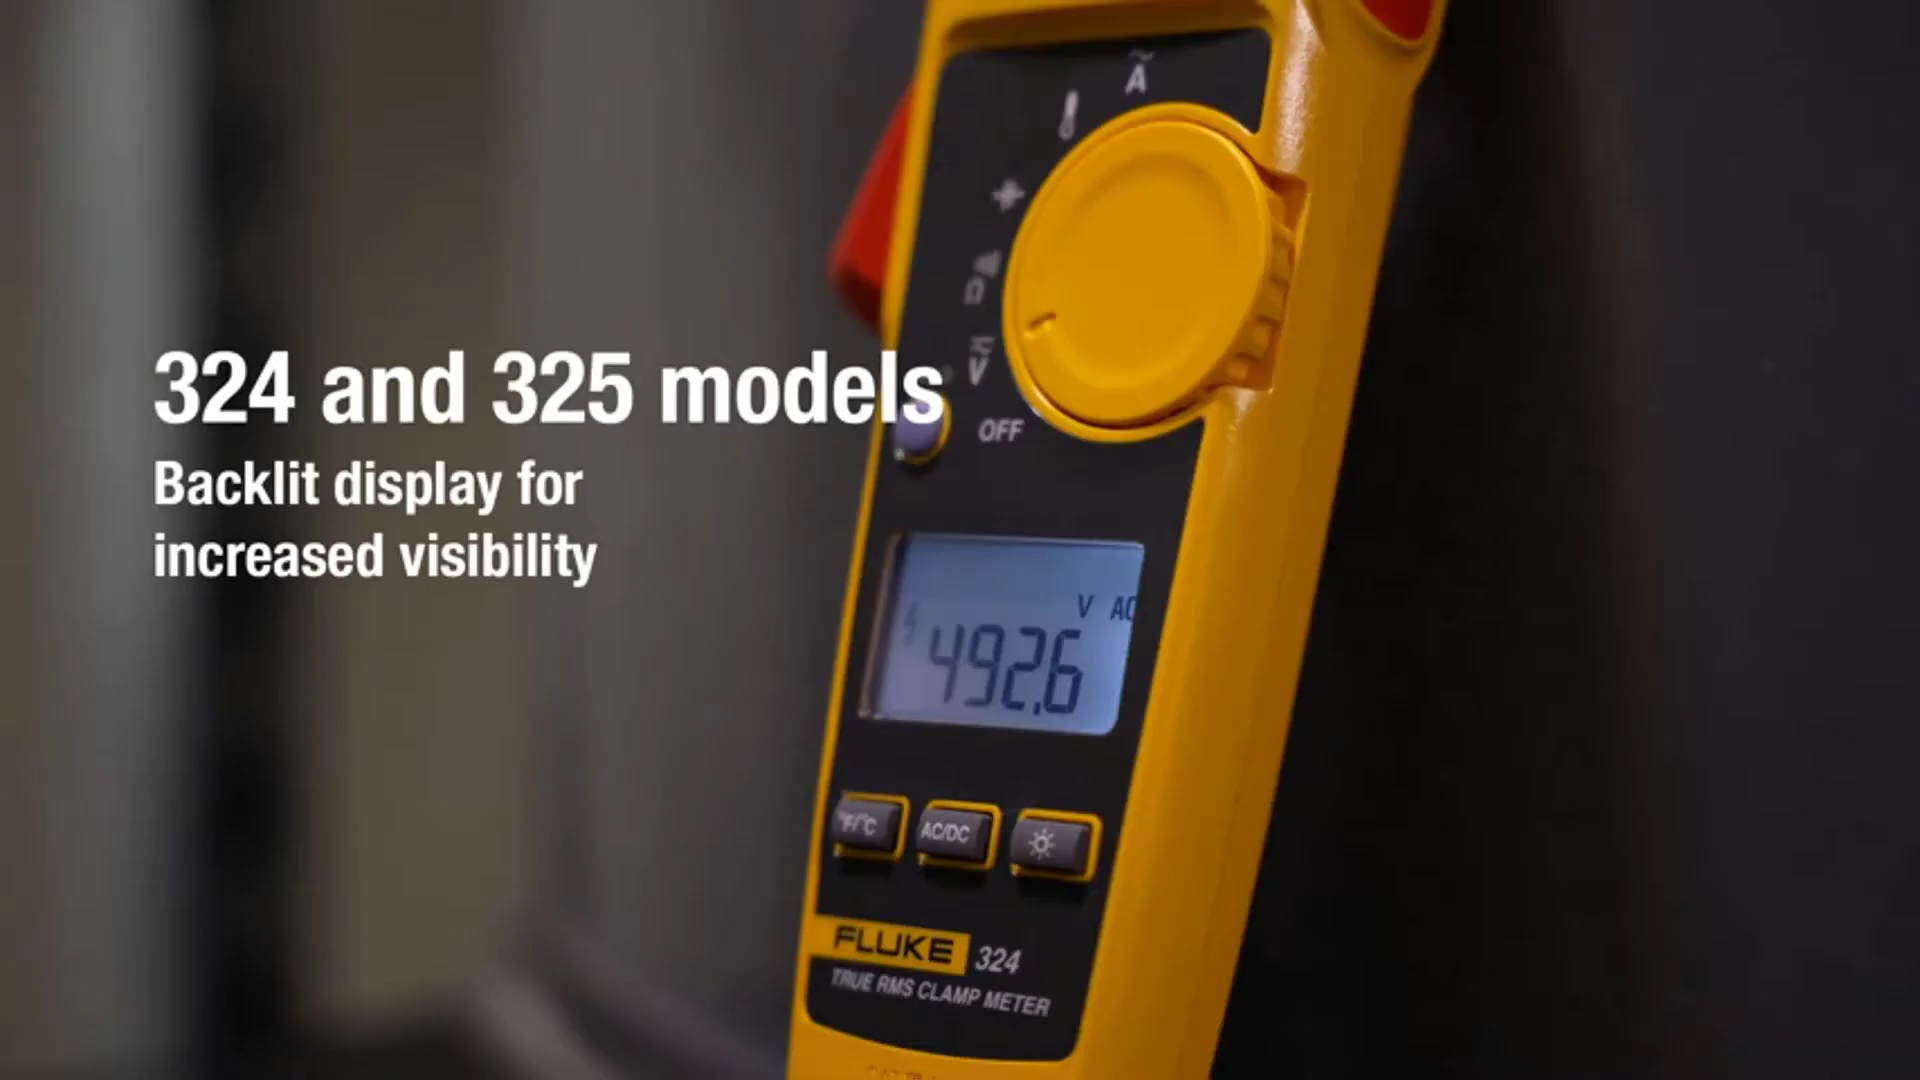 324 and 325 models
Backlit display for
increased visibility
A
V
OFF
V AC
492.6
°F/°C
AC/DC
FLUKE 324
TRUE RMS CLAMP METER